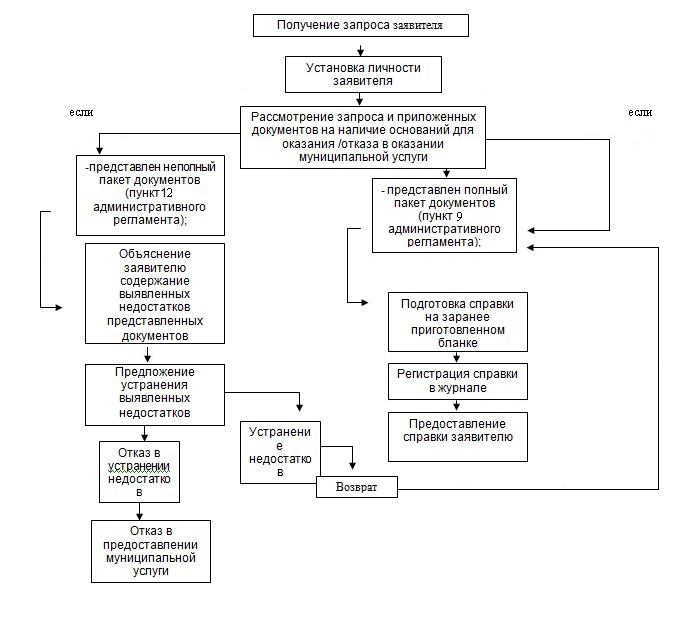 Получение запроса заявителя
Установка личности
заявителя
если
если
Рассмотрение запроса и приложенных
документов на наличие оснований для
оказания /отказа в оказании
муниципальной услуги
-представлен неполный
пакет документов
(пункт12
административного
регламента);
- представлен полный
пакет документов
(пункт 9
административного
регламента);
Объяснение
заявителю
содержание
выявленных
недостатков
представленных
документов
Подготовка справки
на заранее
приготовленном
бланке
Предложение
устранения
выявленных
недостатков
Регистрация справки
в журнале
Предоставление
справки заявителю
Устранени
е
недостатко
в
Отказ в
устранении
недостатко
в
Возврат
Отказ в
предоставлении
муниципальной
услуги